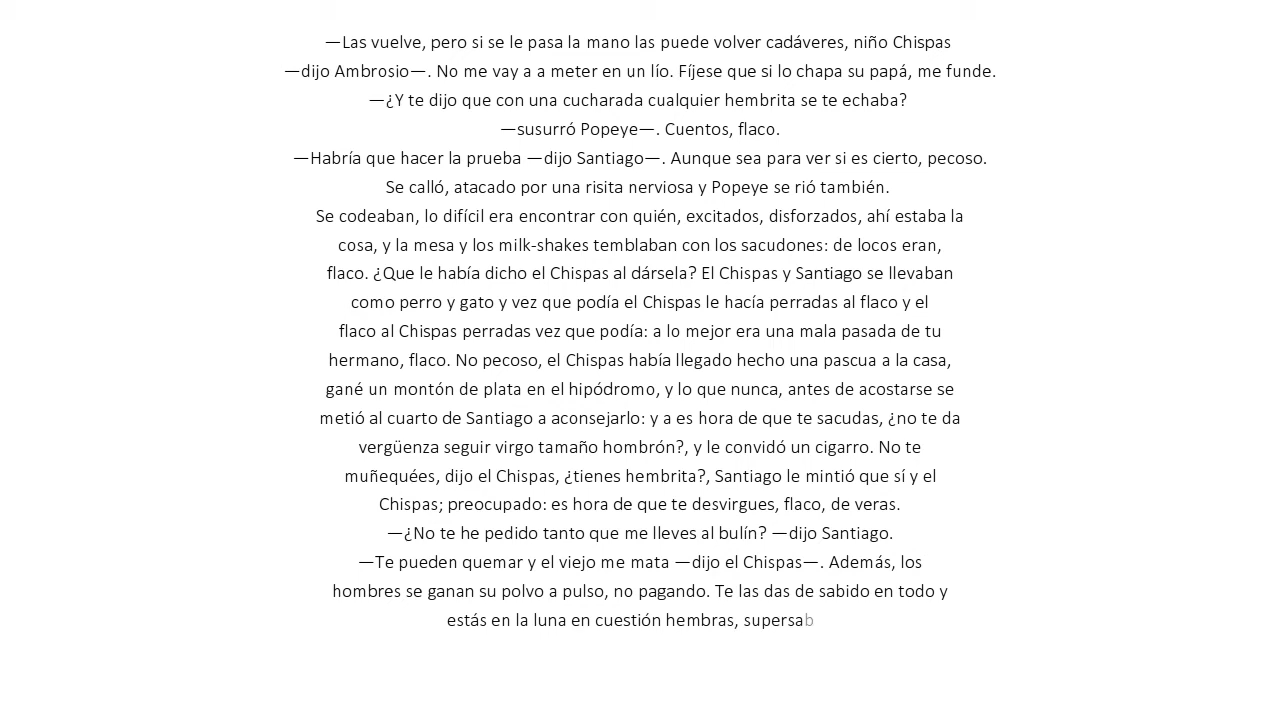 —Las vuelve, pero si se le pasa la mano las puede volver cadáveres, niño Chispas
—dijo Ambrosio—. No me vay a a meter en un lío. Fíjese que si lo chapa su papá, me funde.
—¿Y te dijo que con una cucharada cualquier hembrita se te echaba?
—susurró Popeye—. Cuentos, flaco.
—Habría que hacer la prueba —dijo Santiago—. Aunque sea para ver si es cierto, pecoso.
Se calló, atacado por una risita nerviosa y Popeye se rió también.
Se codeaban, lo difícil era encontrar con quién, excitados, disforzados, ahí estaba la
cosa, y la mesa y los milk-shakes temblaban con los sacudones: de locos eran,
flaco. ¿Que le había dicho el Chispas al dársela? El Chispas y Santiago se llevaban
como perro y gato y vez que podía el Chispas le hacía perradas al flaco y el
flaco al Chispas perradas vez que podía: a lo mejor era una mala pasada de tu
hermano, flaco. No pecoso, el Chispas había llegado hecho una pascua a la casa,
gané un montón de plata en el hipódromo, y lo que nunca, antes de acostarse se
metió al cuarto de Santiago a aconsejarlo: y a es hora de que te sacudas, ¿no te da
vergüenza seguir virgo tamaño hombrón?, y le convidó un cigarro. No te
muñequées, dijo el Chispas, ¿tienes hembrita?, Santiago le mintió que sí y el
Chispas; preocupado: es hora de que te desvirgues, flaco, de veras.
—¿No te he pedido tanto que me lleves al bulín? —dijo Santiago.
—Te pueden quemar y el viejo me mata —dijo el Chispas—. Además, los
hombres se ganan su polvo a pulso, no pagando. Te las das de sabido en todo y
estás en la luna en cuestión hembras, supersab